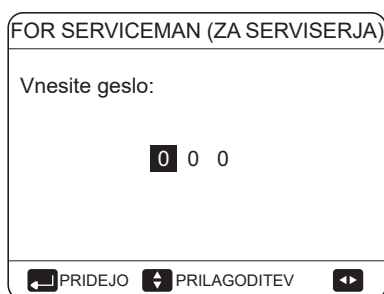 FOR SERVICEMAN (ZA SERVISERJA)
Vnesite geslo:
0 0 0
PRIDEJO PRILAGODITEV